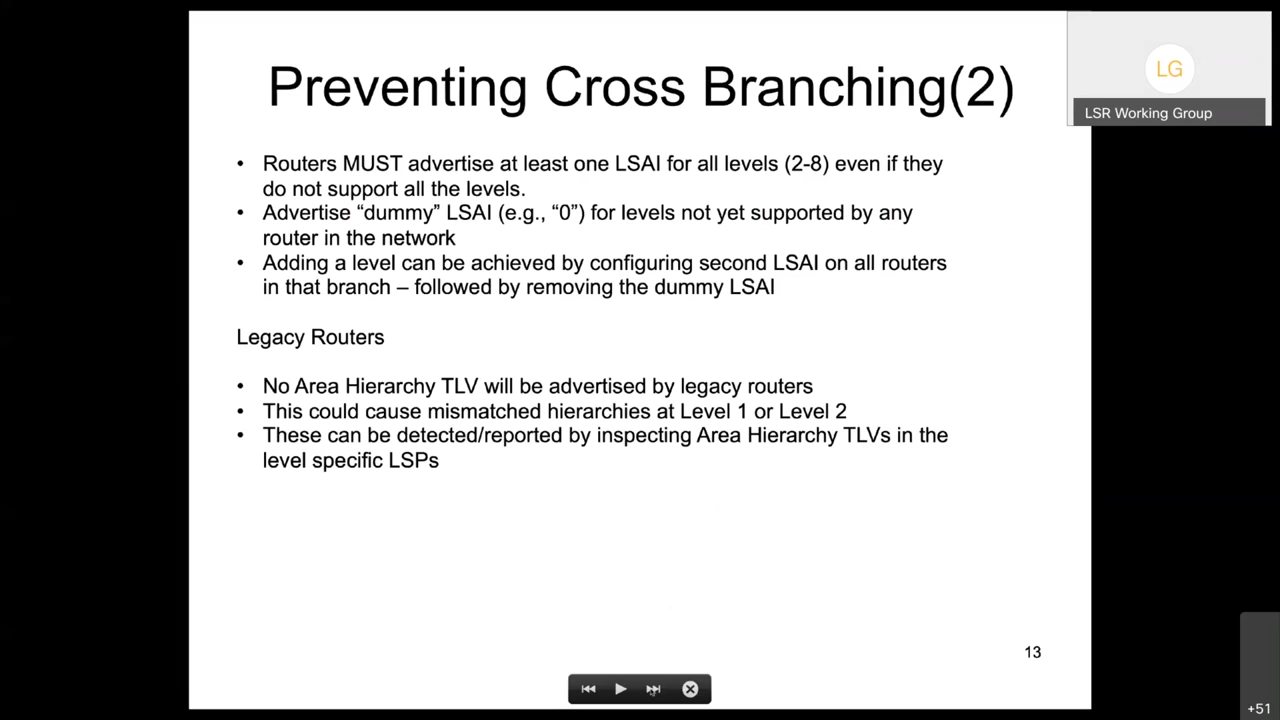 Preventing Cross Branching(2)
LG
LSR Working Group
• Routers MUST advertise at least one LSAI for all levels (2-8) even if they
do not support all the levels.
• Advertise “dummy” LSAI (e.g., “0”) for levels not yet supported by any
router in the network
• Adding a level can be achieved by configuring second LSAI on all routers
in that branch – followed by removing the dummy LSAI
Legacy Routers
• No Area Hierarchy TLV will be advertised by legacy routers
• This could cause mismatched hierarchies at Level 1 or Level 2
• These can be detected/reported by inspecting Area Hierarchy TLVs in the
level specific LSPs
13
+51